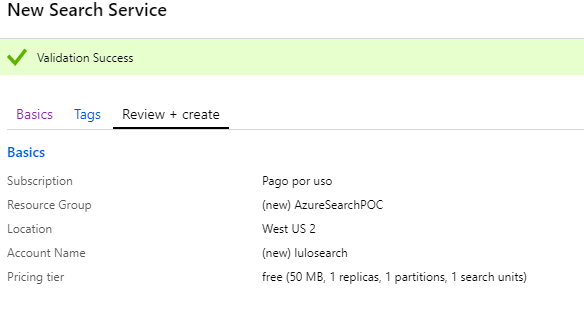 New Search Service
Validation Success
Basics Tags Review + create
Basics
Subscription Pago por uso
Resource Group (new) AzureSearchPOC
Location West US 2
Account Name (new) lulosearch
Pricing tier free (50 MB, 1 replicas, 1 partitions, 1 search units)